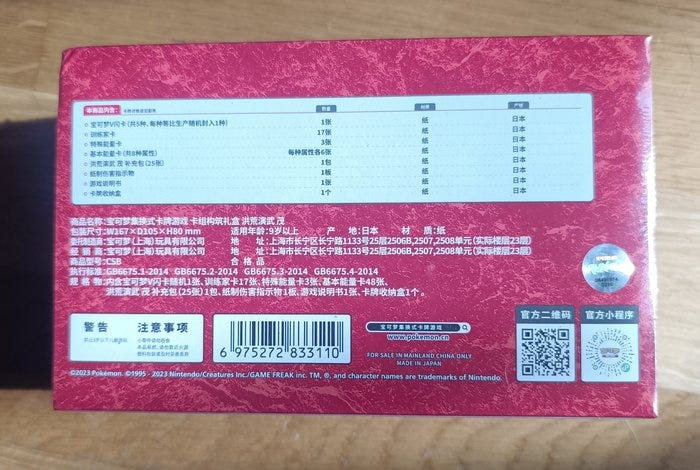 本商品内含: 数量 材质 产地
宝可梦V闪卡(共5种,每种等比生产随机封入1种) 1张 纸 日本
训练家卡 17张 纸 日本
特殊能量卡 3张 纸 日本
基本能量卡(共8种属性) 每种属性各6张 纸 日本
洪荒演武 茂 补充包(25张) 1包 纸 日本
纸制伤害指示物 1板 纸 日本
游戏说明书 1张 纸 日本
卡牌收纳盒 1个 纸 日本
商品名称:宝可梦集换式卡牌游戏 卡组构筑礼盒 洪荒演武 茂
包装尺寸:W167×D105×H80 mm 适用年龄:9岁以上 产 地:日本 材 质:纸
委托制造商:宝可梦(上海)玩具有限公司 地 址:上海市长宁区长宁路1133号25层2506B,2507,2508单元(实际楼层23层)
经 销 商:宝可梦(上海)玩具有限公司 地 址:上海市长宁区长宁路1133号25层2506B,2507,2508单元(实际楼层23层)
商品型号:CSB 合 格 品
执行标准:GB6675.1-2014 GB6675.2-2014 GB6675.3-2014 GB6675.4-2014
规 格 物:内含宝可梦V闪卡随机1张、训练家卡17张、特殊能量卡3张、基本能量卡48张、
洪荒演武 茂 补充包(25张) 1包、纸制伤害指示物1板、游戏说明书1张、卡牌收纳盒1个。
警告 注意事项
6 975272 833110
宝可梦集换式卡牌游戏
www.pokemon.cn
FOR SALE IN MAINLAND CHINA ONLY
MADE IN JAPAN
官方二维码 官方小程序
©2023 Pokémon. ©1995 - 2023 Nintendo/Creatures Inc./GAME FREAK inc. TM, ®, and character names are trademarks of Nintendo.